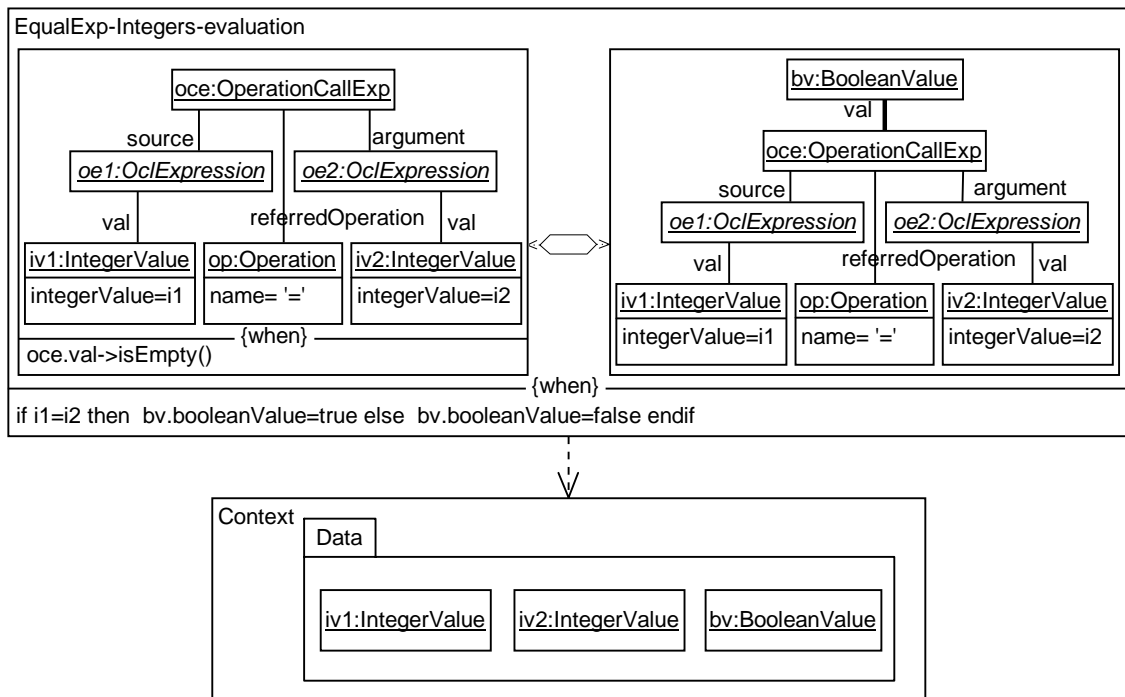 EqualExp-Integers-evaluation
oce:OperationCallExp
source
argument
oe1:OclExpression
oe2:OclExpression
val
referredOperation
val
iv1:IntegerValue
op:Operation
iv2:IntegerValue
integerValue=i1
name= '='
integerValue=i2
{when}
oce.val->isEmpty()
bv:BooleanValue
val
oce:OperationCallExp
source
argument
oe1:OclExpression
oe2:OclExpression
val
referredOperation
val
iv1:IntegerValue
op:Operation
iv2:IntegerValue
integerValue=i1
name= '='
integerValue=i2
{when}
if i1=i2 then  bv.booleanValue=true else  bv.booleanValue=false endif
Context
Data
iv1:IntegerValue
iv2:IntegerValue
bv:BooleanValue